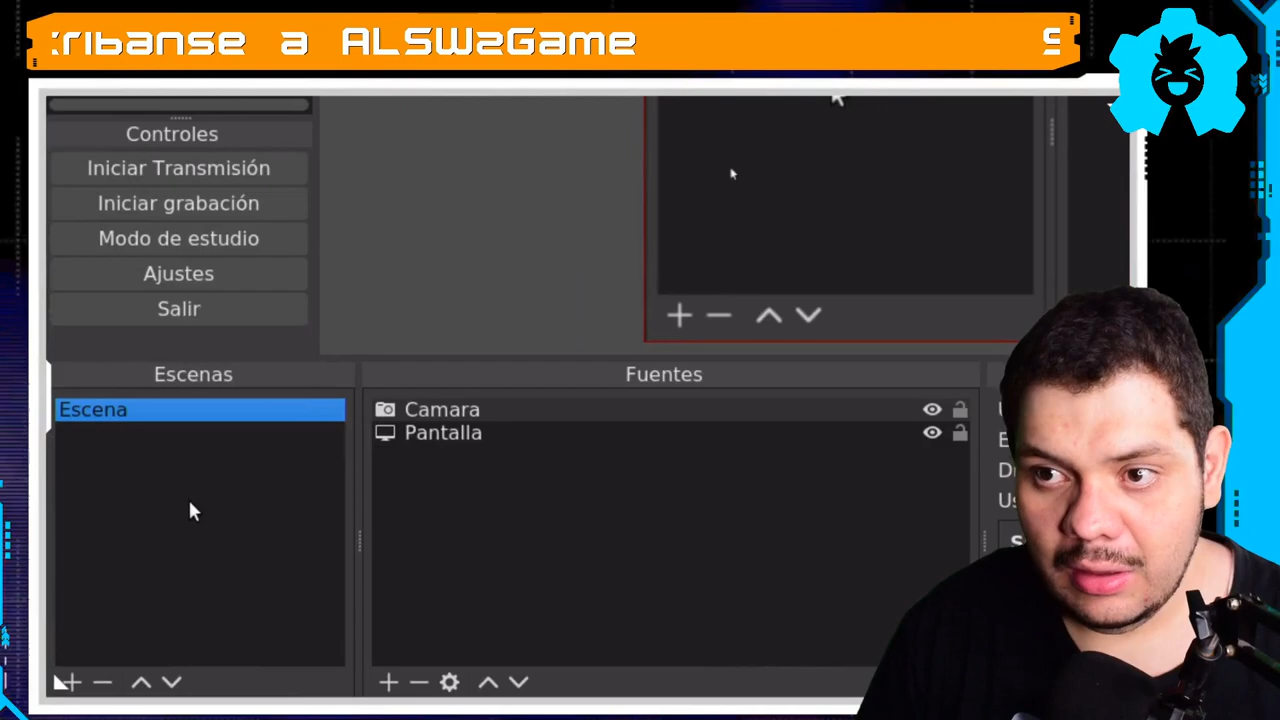 ribanse a ALSW2Game S
Controles
Iniciar Transmisión
Iniciar grabación
Modo de estudio
Ajustes
Salir
Escenas
Fuentes
Escena
Camara
Pantalla